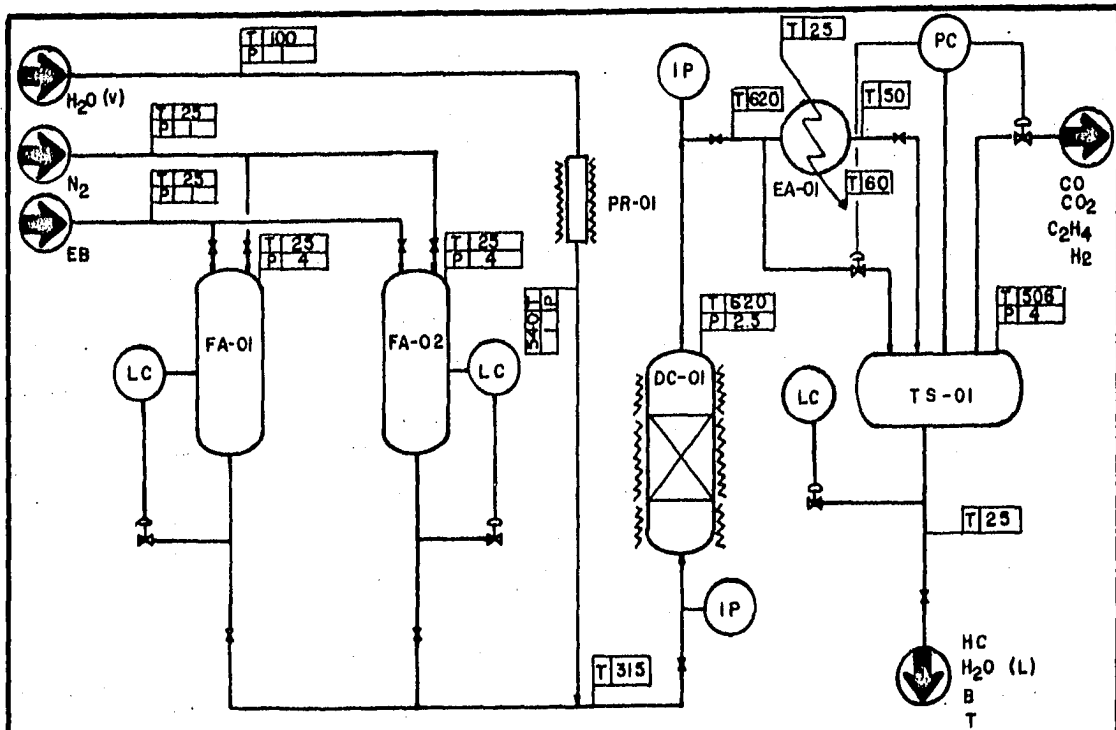 T 100
P
H₂O (V)
T 25
P 1
N₂
T 25
P 1
EB
T 25
P 4
T 25
P 4
FA-01
FA-02
LC
LC
PR-01
540 T
1 P
T 315
IP
T 620
P 2.5
DC-01
IP
T 620
T 25
EA-01
T 50
T 60
PC
CO
CO₂
C₂H₄
H₂
T 506
P 4
TS-01
LC
T 25
HC
H₂O (L)
B
T